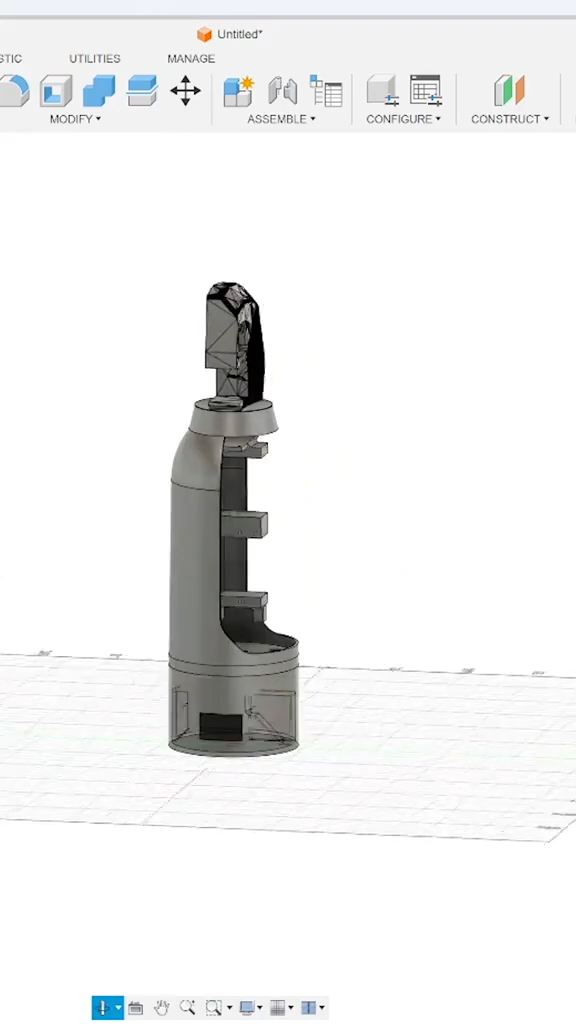 Untitled*
STIC UTILITIES MANAGE
MODIFY ASSEMBLE CONFIGURE CONSTRUCT